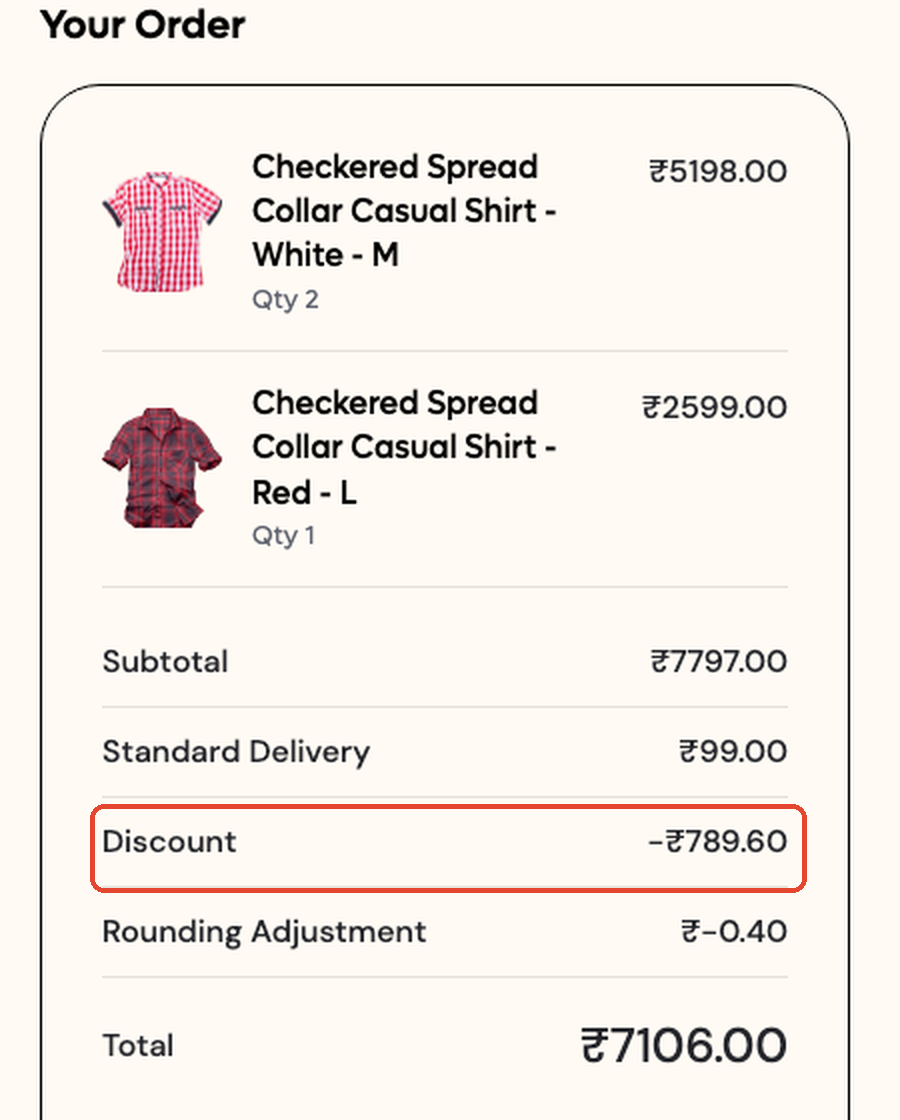 Your Order
Checkered Spread
Collar Casual Shirt -
White - M
₹5198.00
Qty 2
Checkered Spread
Collar Casual Shirt -
Red - L
₹2599.00
Qty 1
Subtotal ₹7797.00
Standard Delivery ₹99.00
Discount -₹789.60
Rounding Adjustment ₹-0.40
Total ₹7106.00